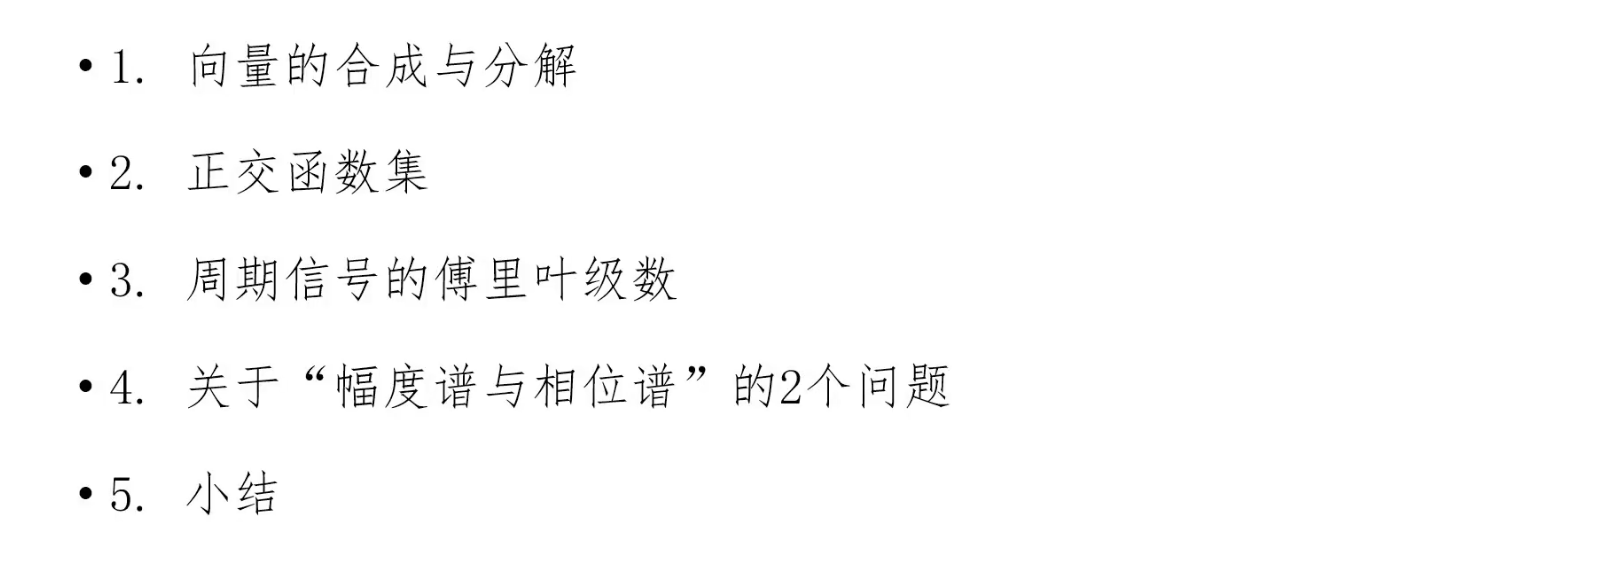 • 1. 向量的合成与分解
• 2. 正交函数集
• 3. 周期信号的傅里叶级数
• 4. 关于“幅度谱与相位谱”的2个问题
• 5. 小结